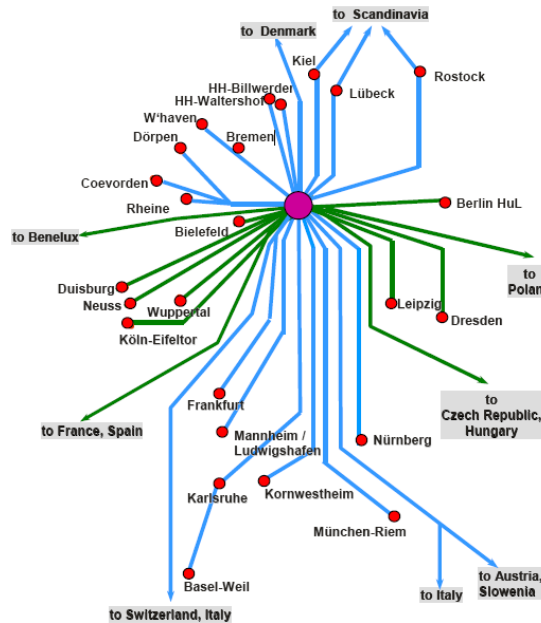 to Scandinavia
to Denmark
Kiel
Rostock
HH-Billwerder
Lübeck
HH-Waltershof
W'haven
Dörpen
Bremen
Coevorden
Rheine
Berlin HuL
Bielefeld
to Benelux
to
Polan
Duisburg
Neuss
Wuppertal
Leipzig
Dresden
Köln-Eifeltor
Frankfurt
to
Czech Republic,
Hungary
to France, Spain
Mannheim /
Ludwigshafen
Nürnberg
Karlsruhe
Kornwestheim
München-Riem
Basel-Weil
to Austria,
Slowenia
to Italy
to Switzerland, Italy